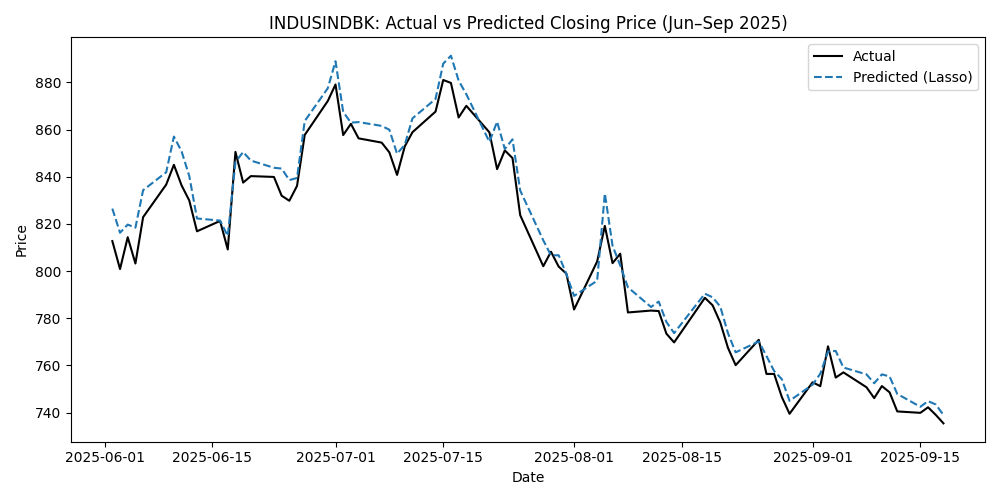 INDUSINDBK: Actual vs Predicted Closing Price (Jun–Sep 2025)
Actual
Predicted (Lasso)
Price
880
860
840
820
800
780
760
740
2025-06-01 2025-06-15 2025-07-01 2025-07-15 2025-08-01 2025-08-15 2025-09-01 2025-09-15
Date